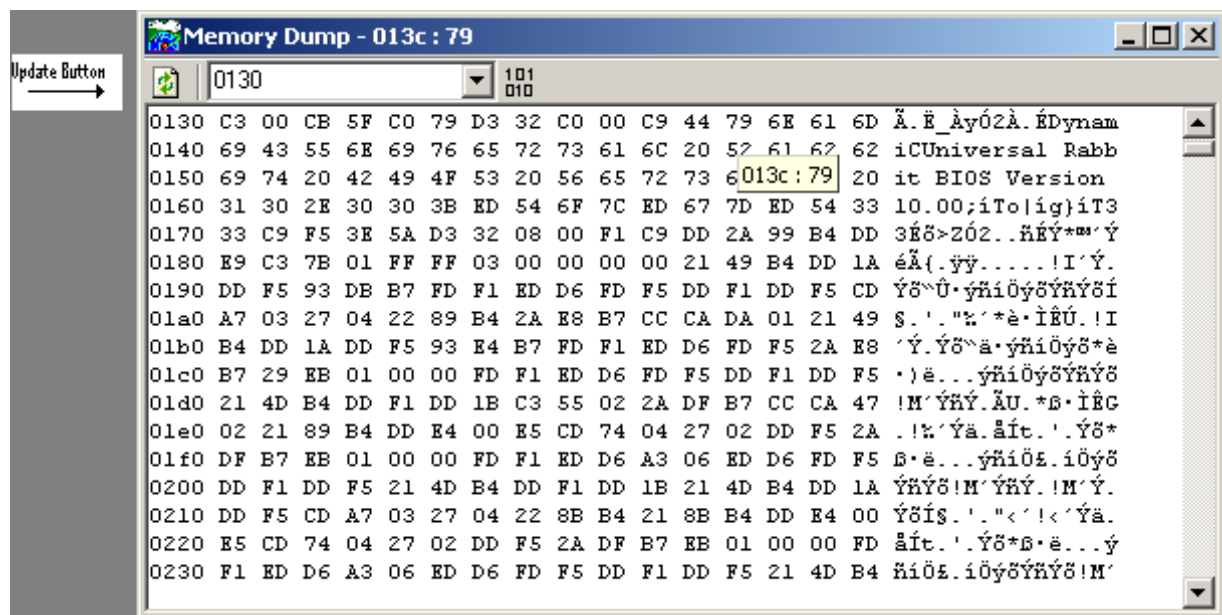 Memory Dump - 013c : 79
Update Button
0130
101
010
0130 C3 00 CB 5F C0 79 D3 32 C0 00 C9 44 79 6E 61 6D Ã.Ë_ÀyÓ2À.ÉDynam
0140 69 43 55 6E 69 76 65 72 73 61 6C 20 52 61 62 62 iCUniversal Rabb
0150 69 74 20 42 49 4F 53 20 56 65 72 73 6 20 it BIOS Version
013c : 79
0160 31 30 2E 30 30 3B ED 54 6F 7C ED 67 7D ED 54 33 10.00;íTo|íg}íT3
0170 33 C9 F5 3E 5A D3 32 08 00 F1 C9 DD 2A 99 B4 DD 3Éõ>ZÓ2..ñÉÝ*™´Ý
0180 E9 C3 7B 01 FF FF 03 00 00 00 00 21 49 B4 DD 1A éÃ{.ÿÿ......!I´Ý.
0190 DD F5 93 DB B7 FD F1 ED D6 FD F5 DD F1 DD F5 CD Ýõ“Û·ýñíÖýõÝñÝõÍ
01a0 A7 03 27 04 22 89 B4 2A E8 B7 CC CA DA 01 21 49 §.'."‰´*è·ÌÊÚ.!I
01b0 B4 DD 1A DD F5 93 E4 B7 FD F1 ED D6 FD F5 2A E8 ´Ý.Ýõ“ä·ýñíÖýõ*è
01c0 B7 29 EB 01 00 00 FD F1 ED D6 FD F5 DD F1 DD F5 ·)ë...ýñíÖýõÝñÝõ
01d0 21 4D B4 DD F1 DD 1B C3 55 02 2A DF B7 CC CA 47 !M´ÝñÝ.ÃU.*ß·ÌÊG
01e0 02 21 89 B4 DD E4 00 E5 CD 74 04 27 02 DD F5 2A .!‰´Ýä.åÍt.'.Ýõ*
01f0 DF B7 EB 01 00 00 FD F1 ED D6 A3 06 ED D6 FD F5 ß·ë...ýñíÖ£.íÖýõ
0200 DD F1 DD F5 21 4D B4 DD F1 DD 1B 21 4D B4 DD 1A ÝñÝõ!M´ÝñÝ.!M´Ý.
0210 DD F5 CD A7 03 27 04 22 8B B4 21 8B B4 DD E4 00 ÝõÍ§.'."‹´!‹´Ýä.
0220 E5 CD 74 04 27 02 DD F5 2A DF B7 EB 01 00 00 FD åÍt.'.Ýõ*ß·ë...ý
0230 F1 ED D6 A3 06 ED D6 FD F5 DD F1 DD F5 21 4D B4 ñíÖ£.íÖýõÝñÝõ!M´